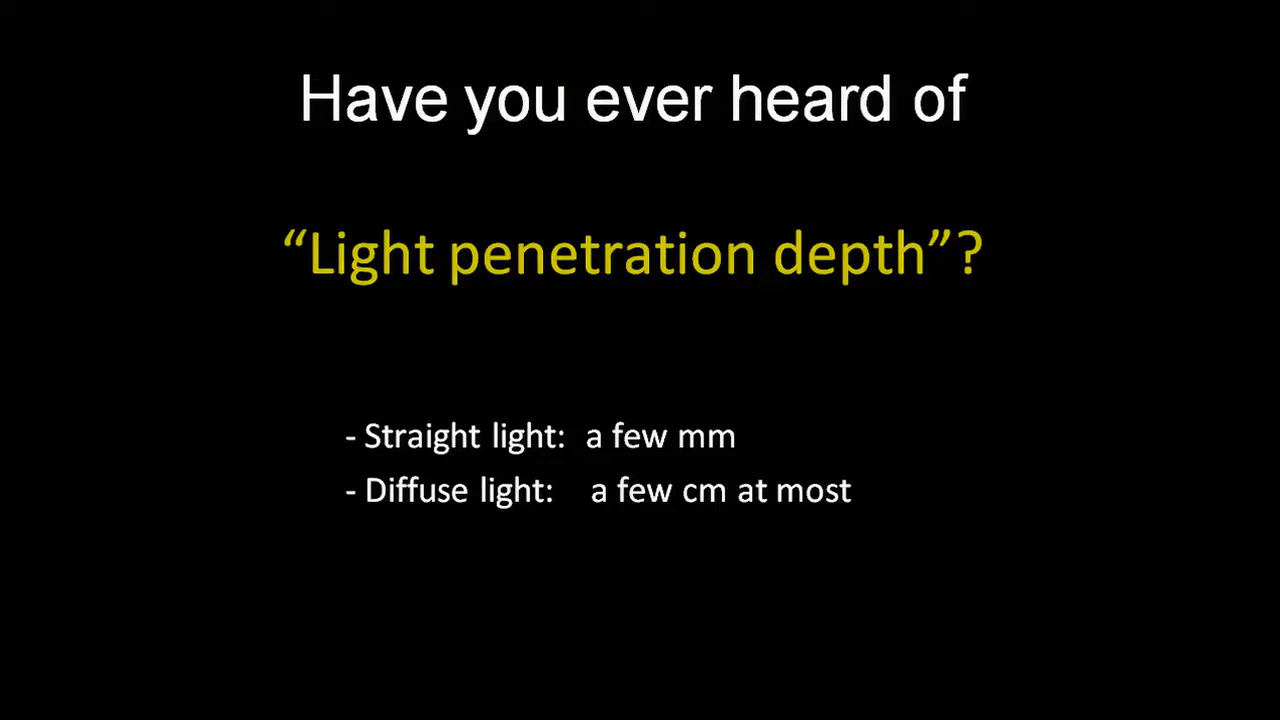 Have you ever heard of
“Light penetration depth”?
- Straight light: a few mm
- Diffuse light: a few cm at most